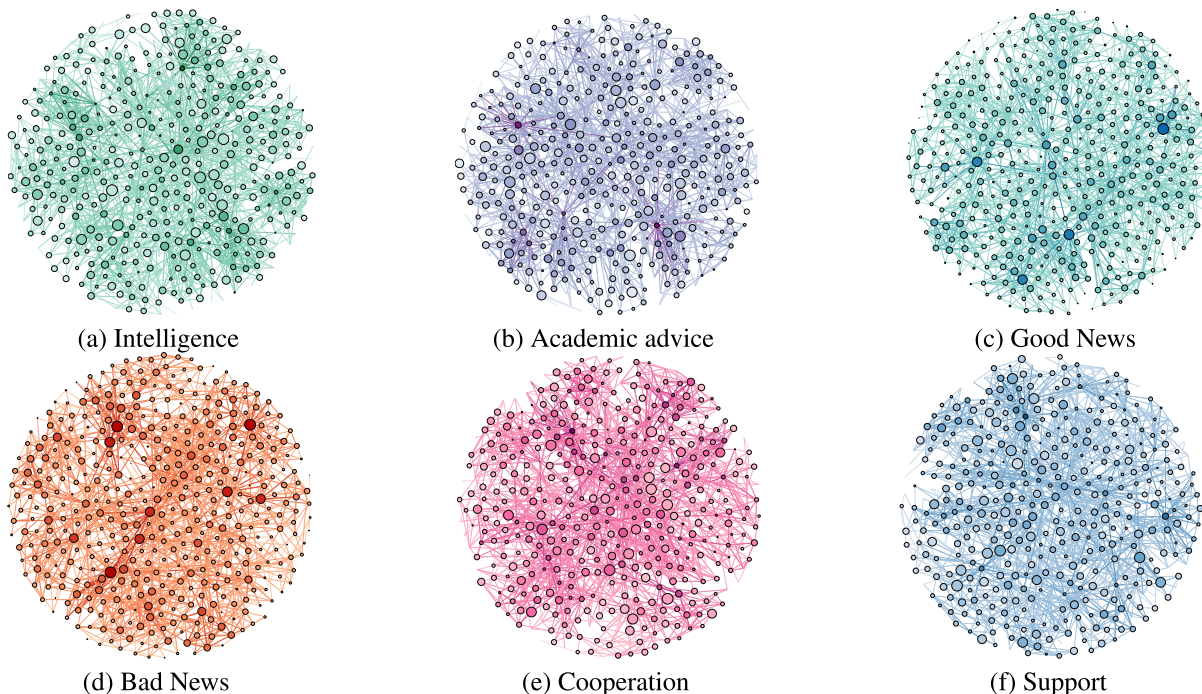 (a) Intelligence
(b) Academic advice
(c) Good News
(d) Bad News
(e) Cooperation
(f) Support